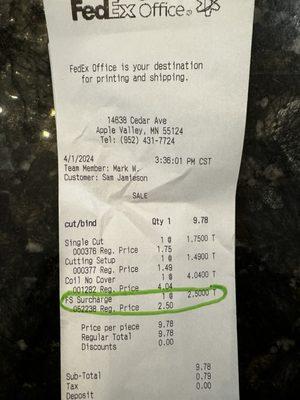 FedEx Office®
FedEx Office is your destination
for printing and shipping.
14638 Cedar Ave
Apple Valley, MN 55124
Tel: (952) 431-7724
4/1/2024 3:36:01 PM CST
Team Member: Mark W.
Customer: Sam Jamieson
SALE
cut/bind Qty 1 9.78
Single Cut 1 @ 1.7500 T
000376 Reg. Price 1.75
Cutting Setup 1 @ 1.4900 T
000377 Reg. Price 1.49
Coil No Cover 1 @ 4.0400 T
001282 Reg. Price 4.04
FS Surcharge 1 @ 2.5000 T
052238 Reg. Price 2.50
Price per piece 9.78
Regular Total 9.78
Discounts 0.00
Sub-Total 9.78
Tax 0.79
Deposit 0.00